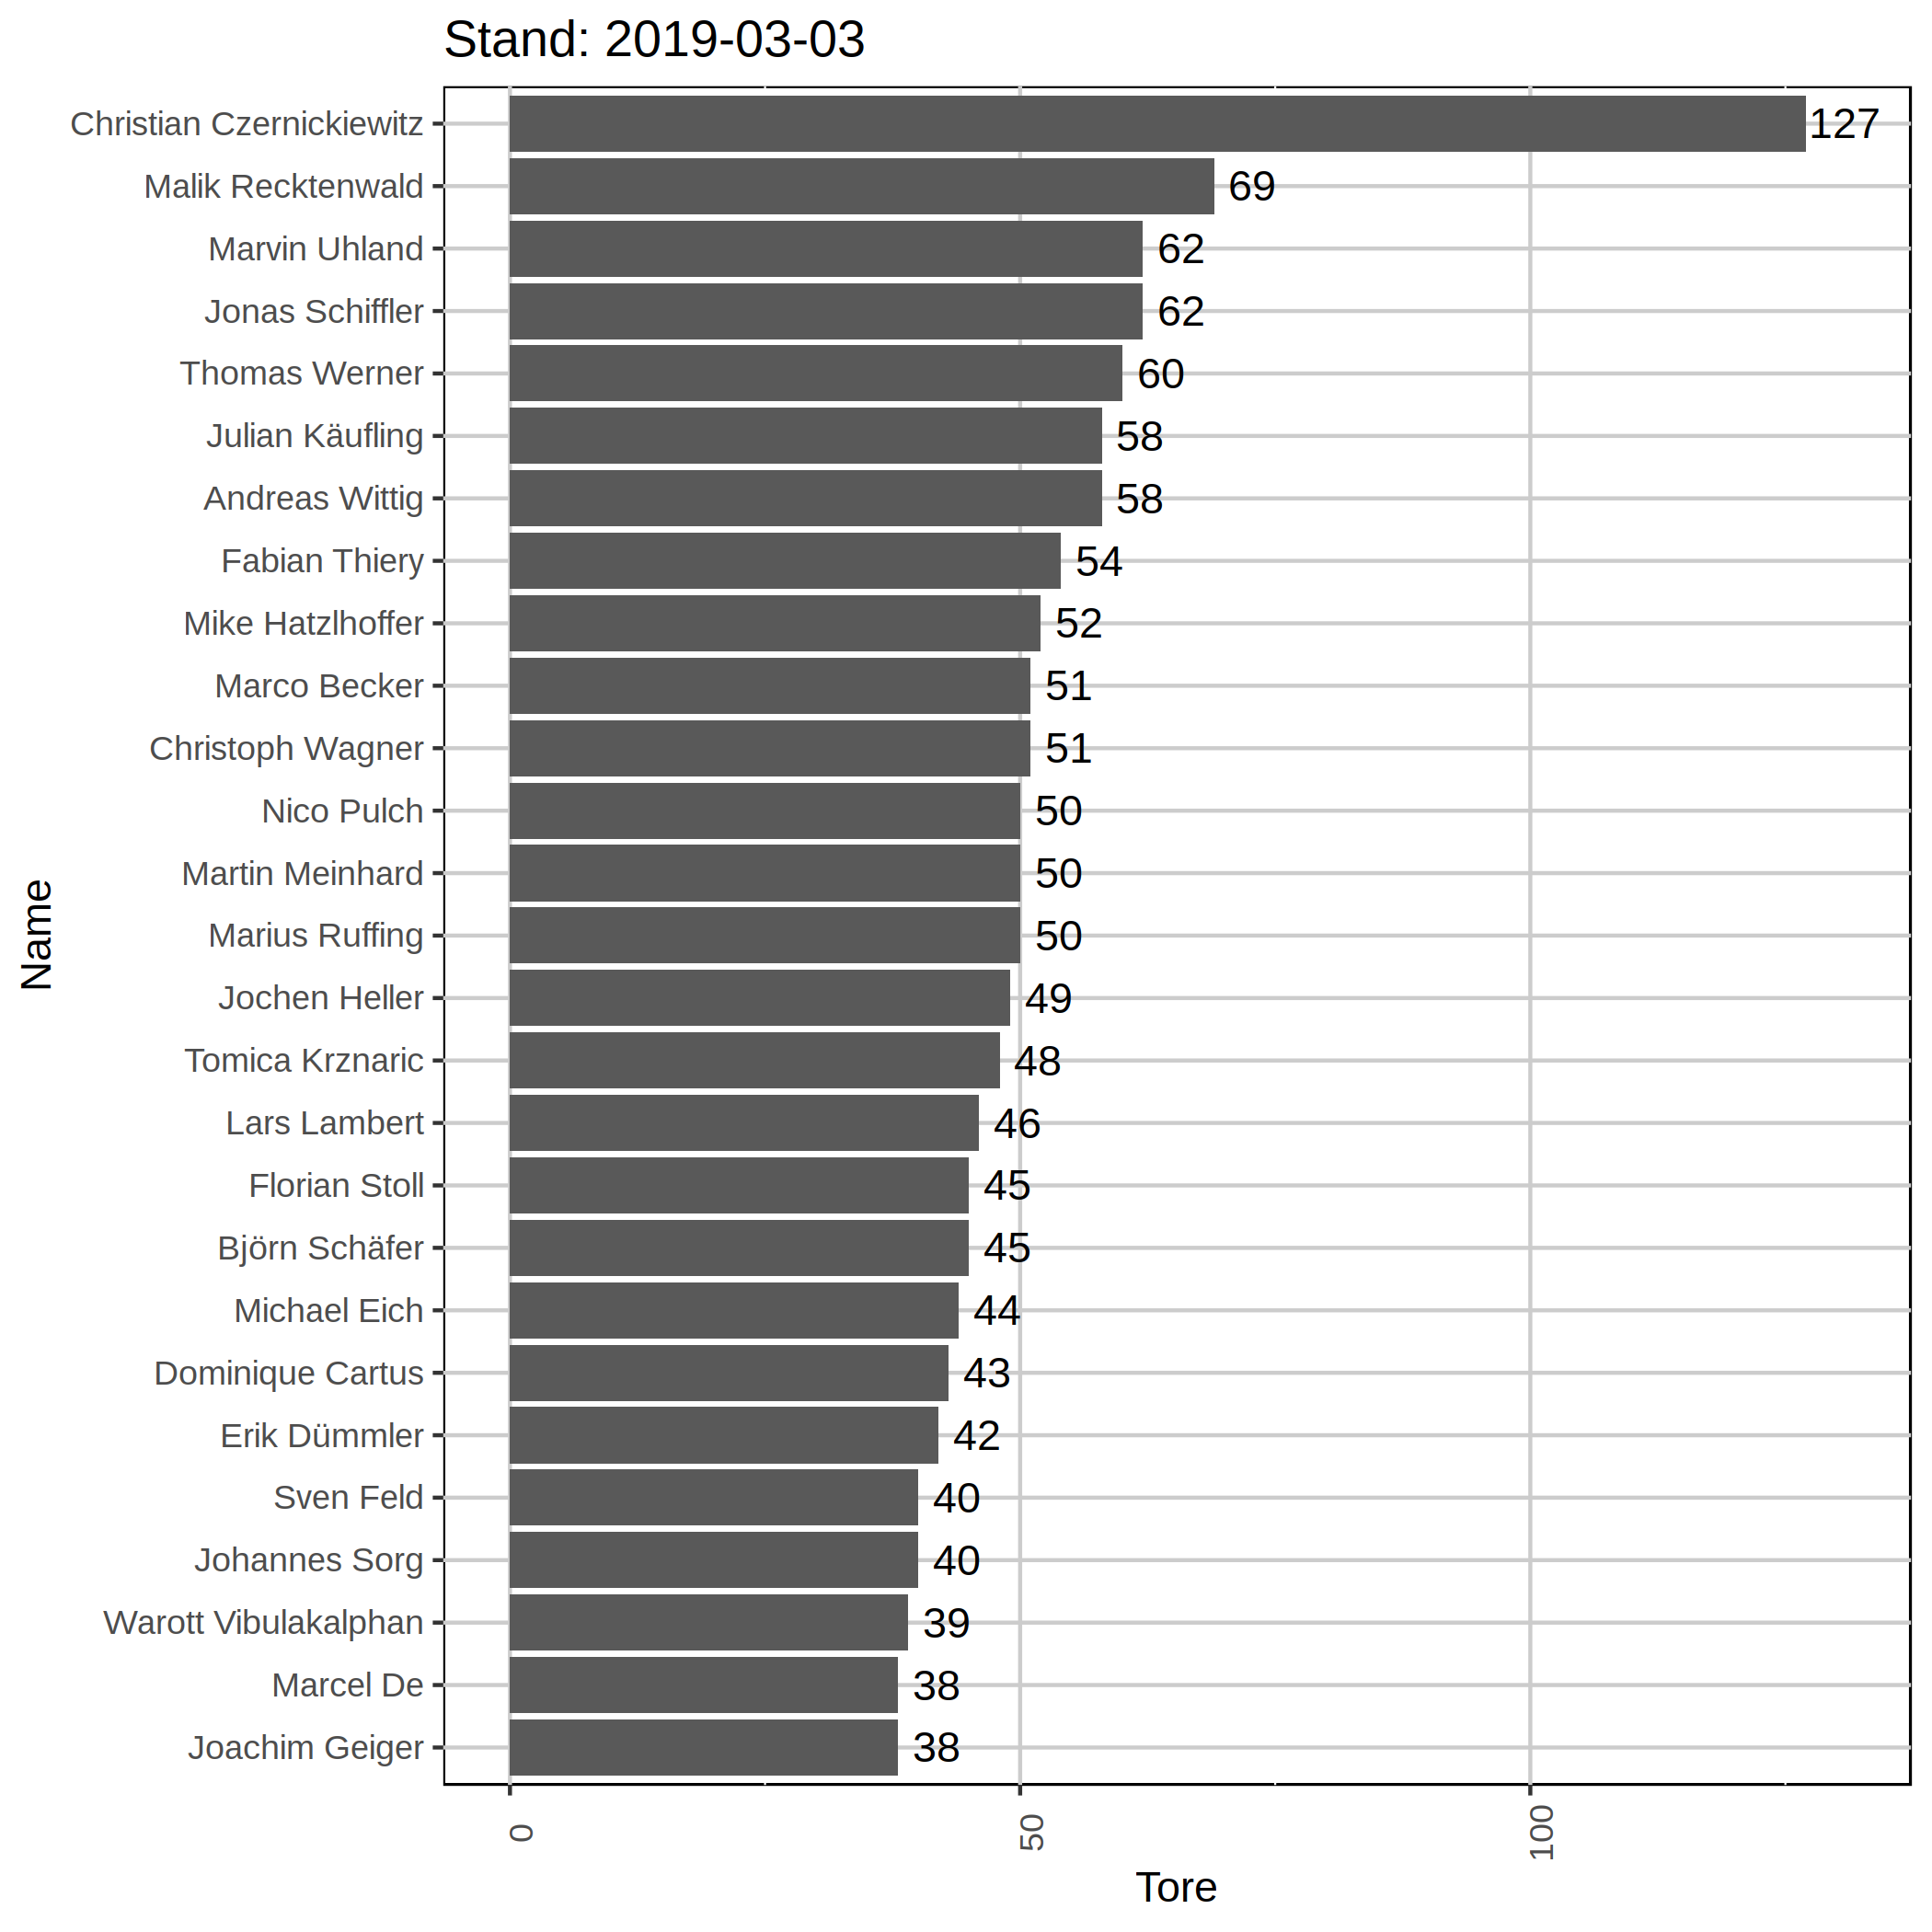 Stand: 2019-03-03
Christian Czernickiewitz 127
Malik Recktenwald 69
Marvin Uhland 62
Jonas Schiffler 62
Thomas Werner 60
Julian Käufling 58
Andreas Wittig 58
Fabian Thiery 54
Mike Hatzlhoffer 52
Marco Becker 51
Christoph Wagner 51
Nico Pulch 50
Martin Meinhard 50
Marius Ruffing 50
Jochen Heller 49
Tomica Krznaric 48
Lars Lambert 46
Florian Stoll 45
Björn Schäfer 45
Michael Eich 44
Dominique Cartus 43
Erik Dümmler 42
Sven Feld 40
Johannes Sorg 40
Warott Vibulakalphan 39
Marcel De 38
Joachim Geiger 38
Name
0 50 100
Tore